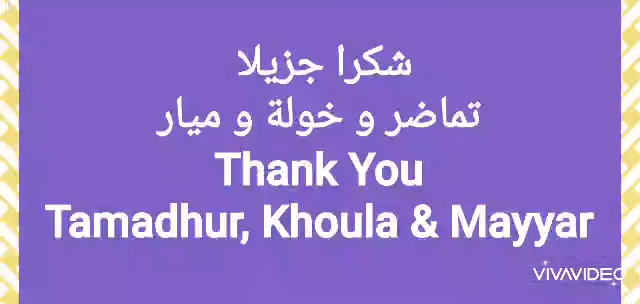 شكرا جزيلا
تماضر و خولة و ميار
Thank You
Tamadhur, Khoula & Mayyar
VIVAVIDEO